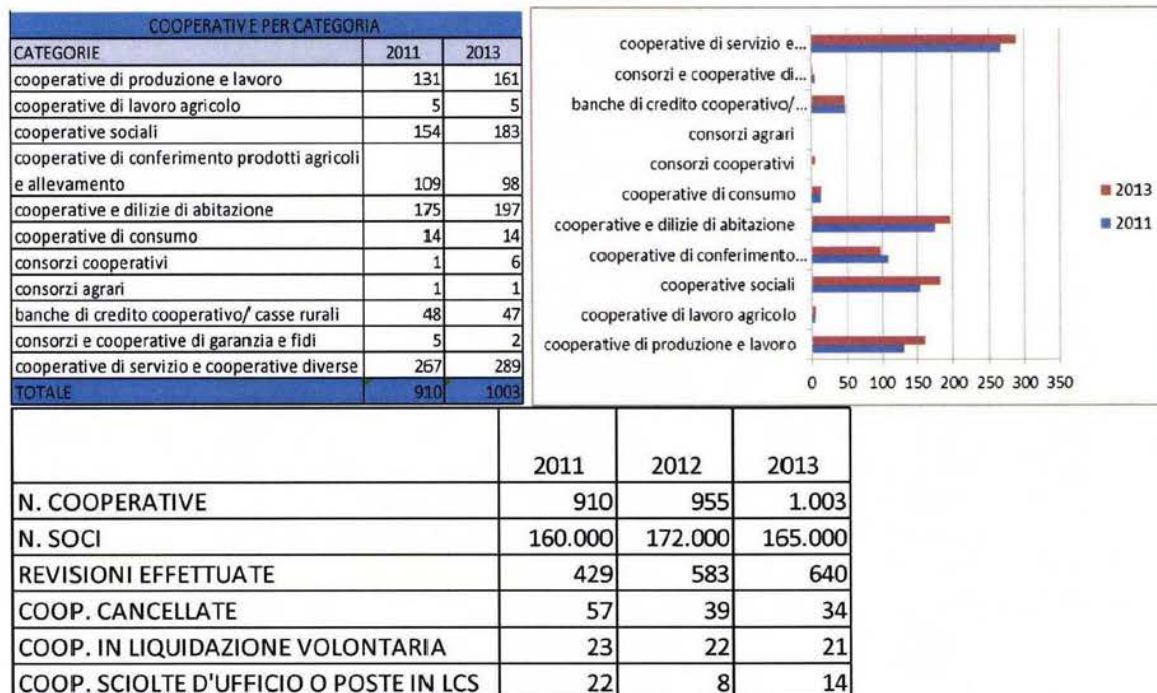 COOPERATIVE PER CATEGORIA
CATEGORIE 2011 2013
cooperative di produzione e lavoro 131 161
cooperative di lavoro agricolo 5 5
cooperative sociali 154 183
cooperative di conferimento prodotti agricoli
e allevamento 109 98
cooperative e dilizie di abitazione 175 197
cooperative di consumo 14 14
consorzi cooperativi 1 6
consorzi agrari 1 1
banche di credito cooperativo/ casse rurali 48 47
consorzi e cooperative di garanzia e fidi 5 2
cooperative di servizio e cooperative diverse 267 289
TOTALE 910 1003
cooperative di servizio e...
consorzi e cooperative di...
banche di credito cooperativo/...
consorzi agrari
consorzi cooperativi
cooperative di consumo
cooperative e dilizie di abitazione
cooperative di conferimento...
cooperative sociali
cooperative di lavoro agricolo
cooperative di produzione e lavoro
0 50 100 150 200 250 300 350
2013
2011
2011 2012 2013
N. COOPERATIVE 910 955 1.003
N. SOCI 160.000 172.000 165.000
REVISIONI EFFETTUATE 429 583 640
COOP. CANCELLATE 57 39 34
COOP. IN LIQUIDAZIONE VOLONTARIA 23 22 21
COOP. SCIOLTE D'UFFICIO O POSTE IN LCS 22 8 14